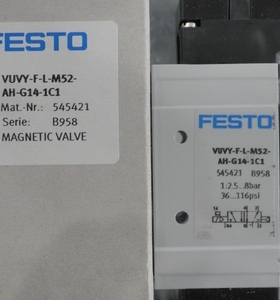 FESTO
VUVY-F-L-M52-
AH-G14-1C1
Mat.-Nr.: 545421
Serie: B958
MAGNETIC VALVE
FESTO
VUVY-F-L-M52-
AH-G14-1C1
545421 B958
1:2.5...8bar
36...116psi